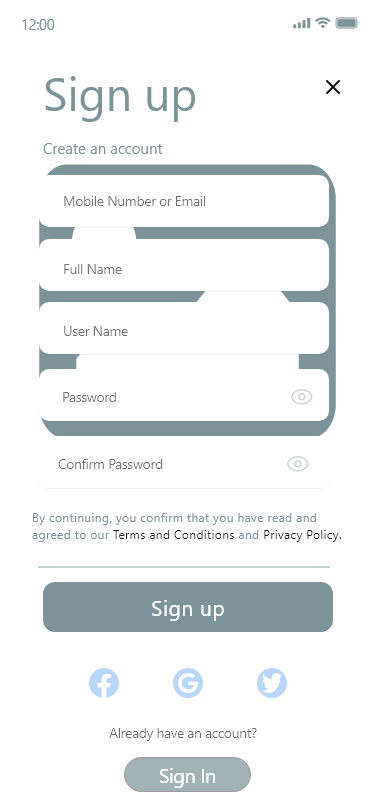 12:00
Sign up
Create an account
Mobile Number or Email
Full Name
User Name
Password
Confirm Password
By continuing, you confirm that you have read and
agreed to our Terms and Conditions and Privacy Policy.
Sign up
Already have an account?
Sign In